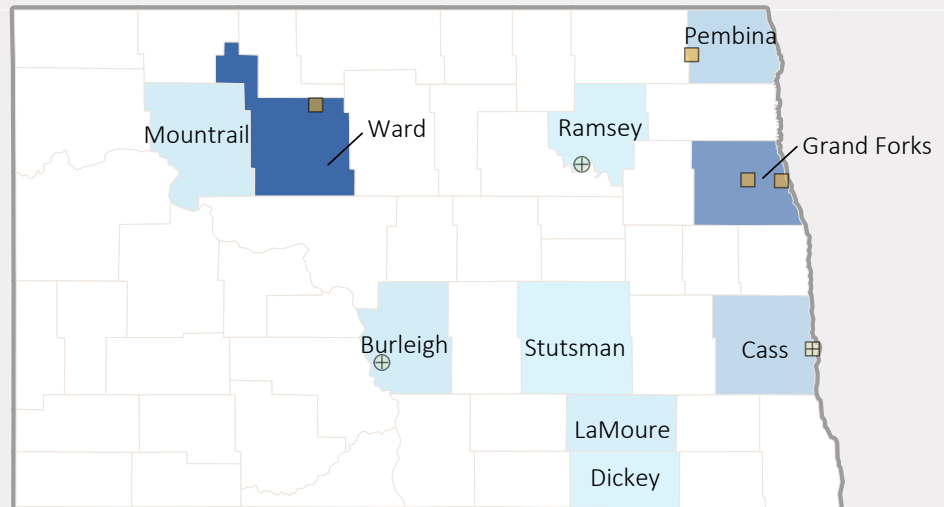 Pembina
Mountrail
Ward
Ramsey
Grand Forks
Burleigh
Stutsman
Cass
LaMoure
Dickey